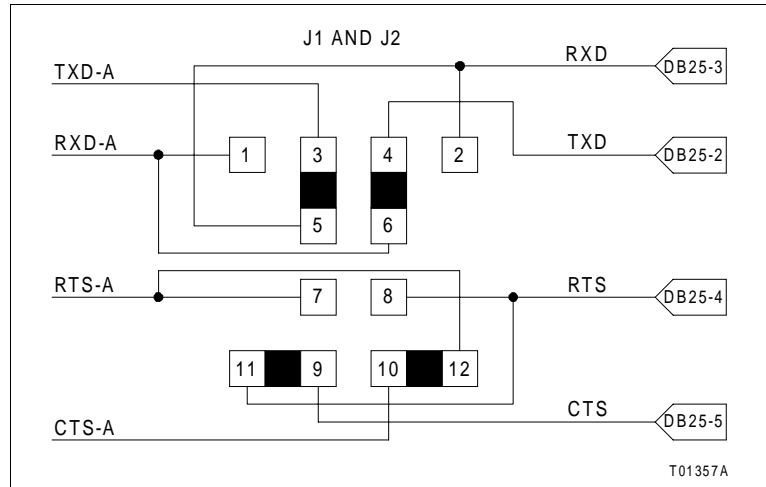 J1 AND J2
RXD
DB25-3
TXD-A
RXD-A
1
3
4
2
TXD
DB25-2
5
6
RTS-A
7
8
RTS
DB25-4
11
9
10
12
CTS-A
CTS
DB25-5
T01357A